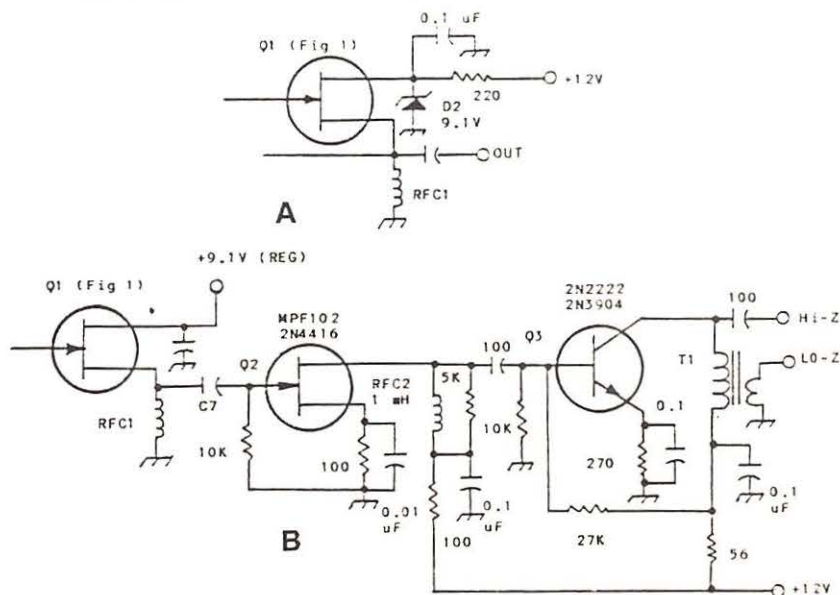 0.1 uF
Q1 (Fig 1)
+12V
220
D2
9.1V
OUT
RFC1
A
+9.1V (REG)
Q1 (Fig 1)
2N2222
2N3904
MPF102
2N4416
100
Hi-Z
Q3
Q2
100
T1
LO-Z
RFC2
1 mH
5K
C7
RFC1
0.1
10K
10K
100
270
0.01
uF
0.1
uF
0.1
uF
B
100
27K
56
+12V